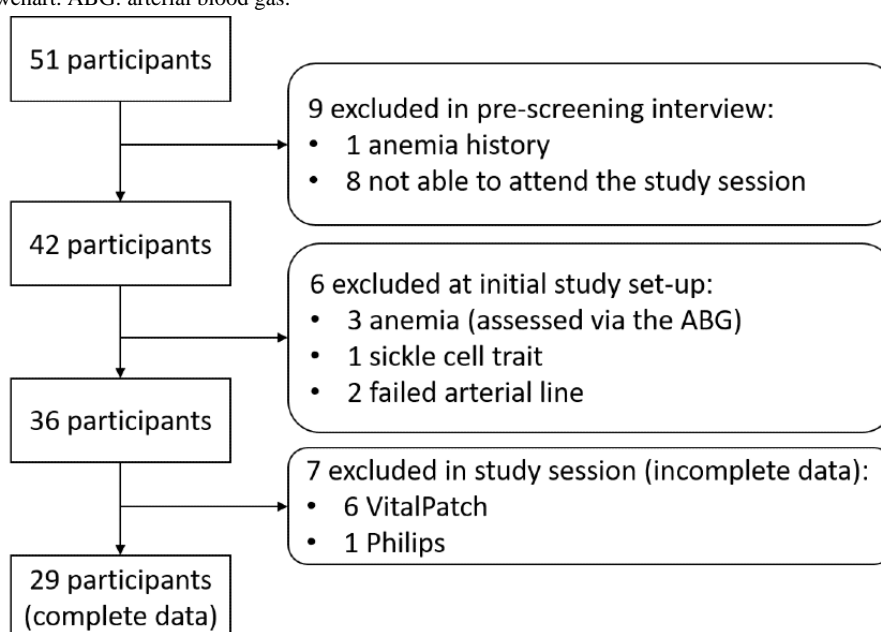 ABG: arterial blood gas.
51 participants
9 excluded in pre-screening interview:
• 1 anemia history
• 8 not able to attend the study session
42 participants
6 excluded at initial study set-up:
• 3 anemia (assessed via the ABG)
• 1 sickle cell trait
• 2 failed arterial line
36 participants
7 excluded in study session (incomplete data):
• 6 VitalPatch
• 1 Philips
29 participants
(complete data)